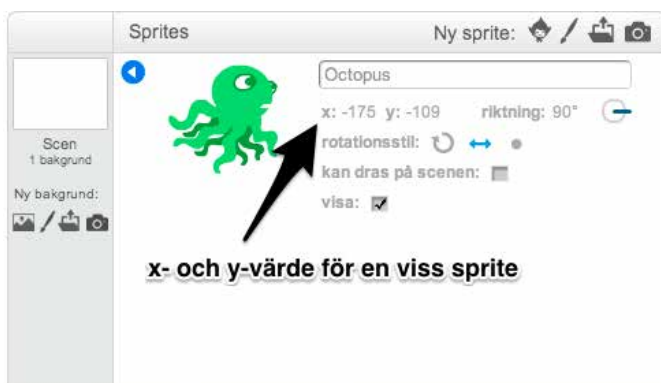 Sprites
Ny sprite:
Octopus
x: -175 y: -109 riktning: 90°
rotationsstil:
kan dras på scenen:
visa:
Scen
1 bakgrund
Ny bakgrund:
x- och y-värde för en viss sprite